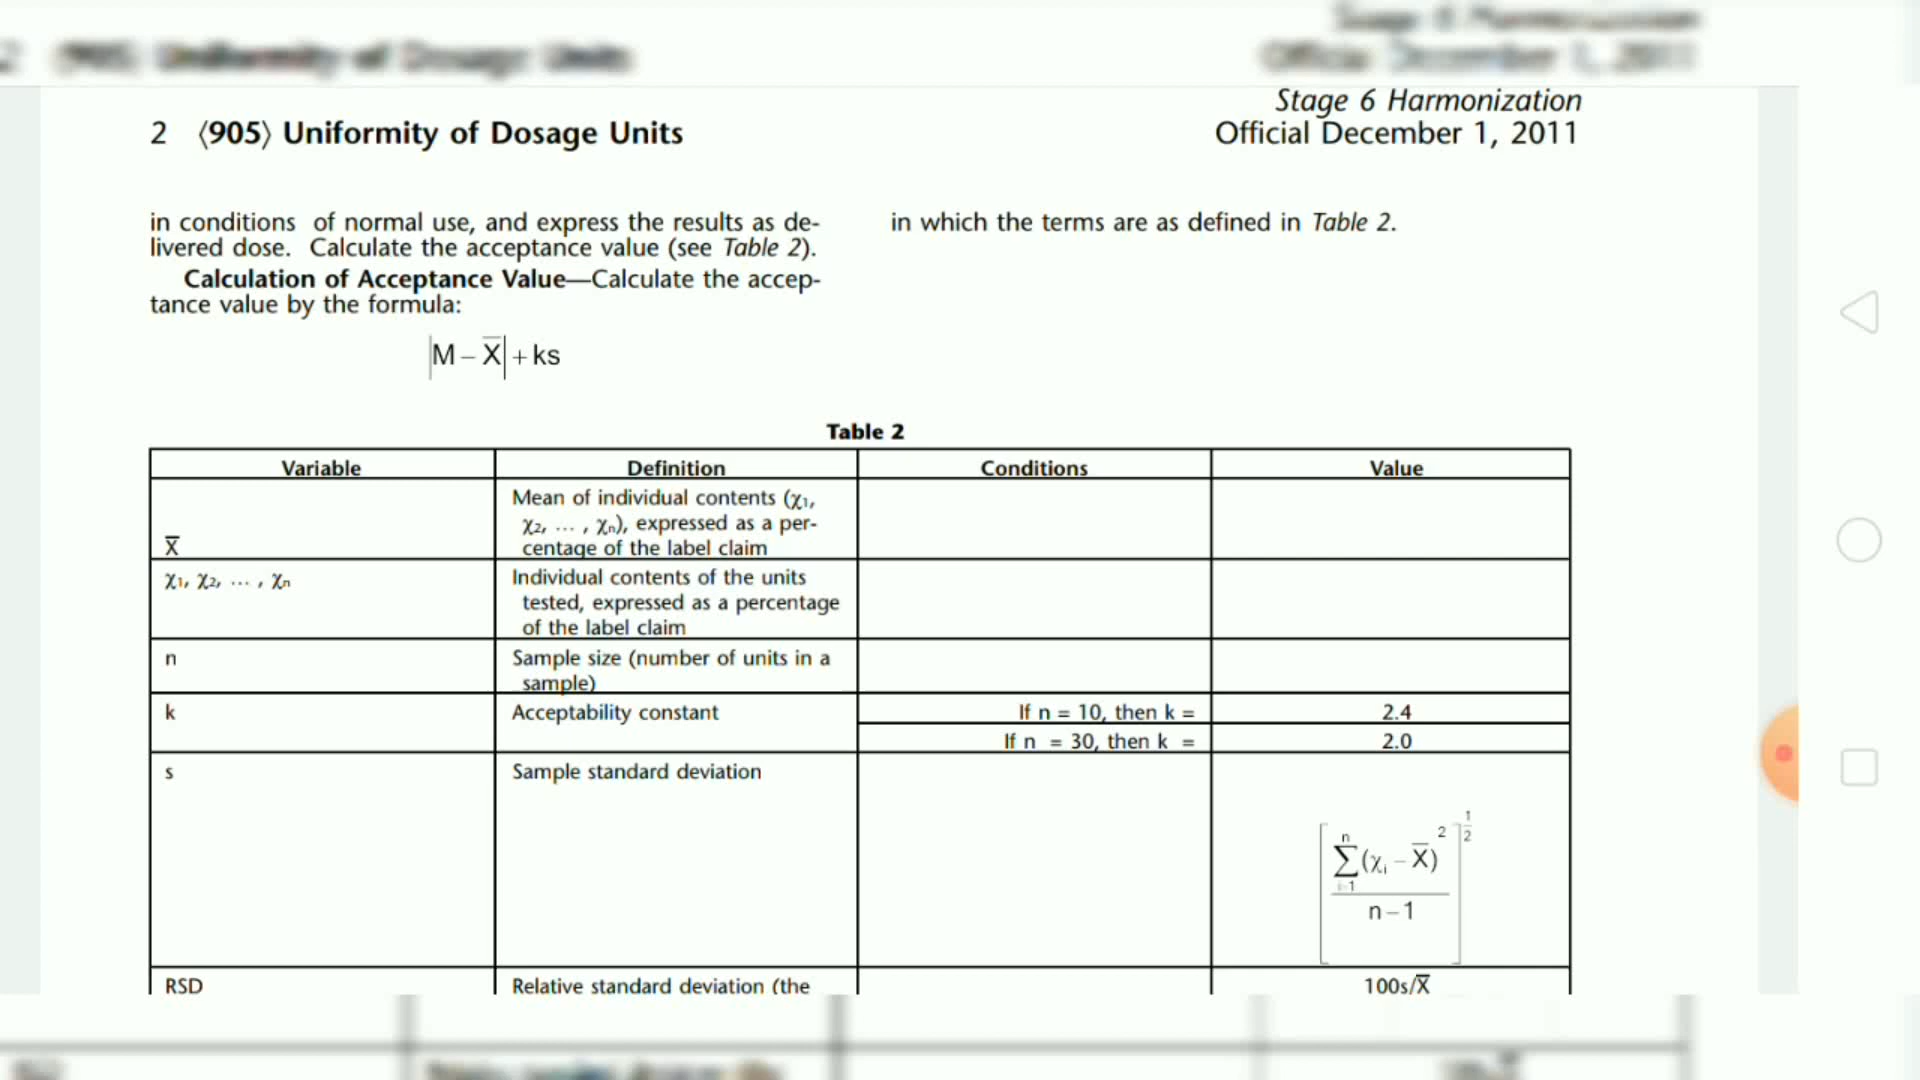 2 〈905〉 Uniformity of Dosage Units
Stage 6 Harmonization
Official December 1, 2011
in conditions of normal use, and express the results as de-
livered dose. Calculate the acceptance value (see Table 2).
Calculation of Acceptance Value—Calculate the accep-
tance value by the formula:
|M – X̅| + ks
in which the terms are as defined in Table 2.
Table 2
Variable Definition Conditions Value
X̅
Mean of individual contents (χ1,
χ2, … , χn), expressed as a per-
centage of the label claim
χ1, χ2, … , χn
Individual contents of the units
tested, expressed as a percentage
of the label claim
n
Sample size (number of units in a
sample)
k Acceptability constant If n = 10, then k = 2.4
If n = 30, then k = 2.0
s Sample standard deviation
[∑(χi – X̅)2 / n – 1]1/2
n
i=1
RSD Relative standard deviation (the 100s/X̅